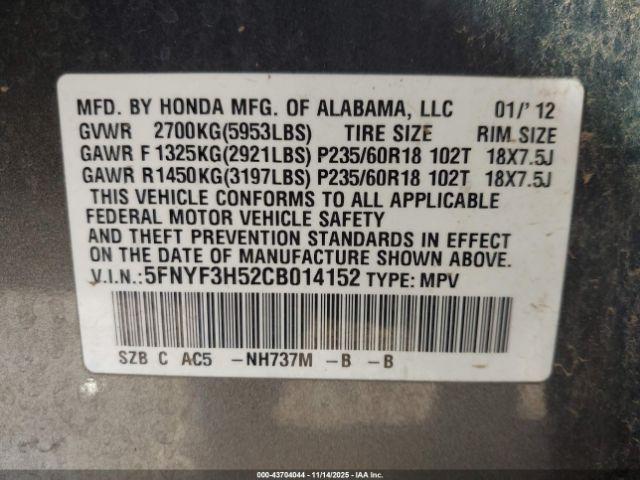 MFD. BY HONDA MFG. OF ALABAMA, LLC 01/'12
GVWR 2700KG(5953LBS) TIRE SIZE RIM SIZE
GAWR F 1325KG(2921LBS) P235/60R18 102T 18X7.5J
GAWR R1450KG(3197LBS) P235/60R18 102T 18X7.5J
THIS VEHICLE CONFORMS TO ALL APPLICABLE
FEDERAL MOTOR VEHICLE SAFETY
AND THEFT PREVENTION STANDARDS IN EFFECT
ON THE DATE OF MANUFACTURE SHOWN ABOVE.
V.I.N.:5FNYF3H52CB014152 TYPE: MPV
SZB C AC5 -NH737M -B -B
000-43704044 - 11/14/2025 - IAA Inc.